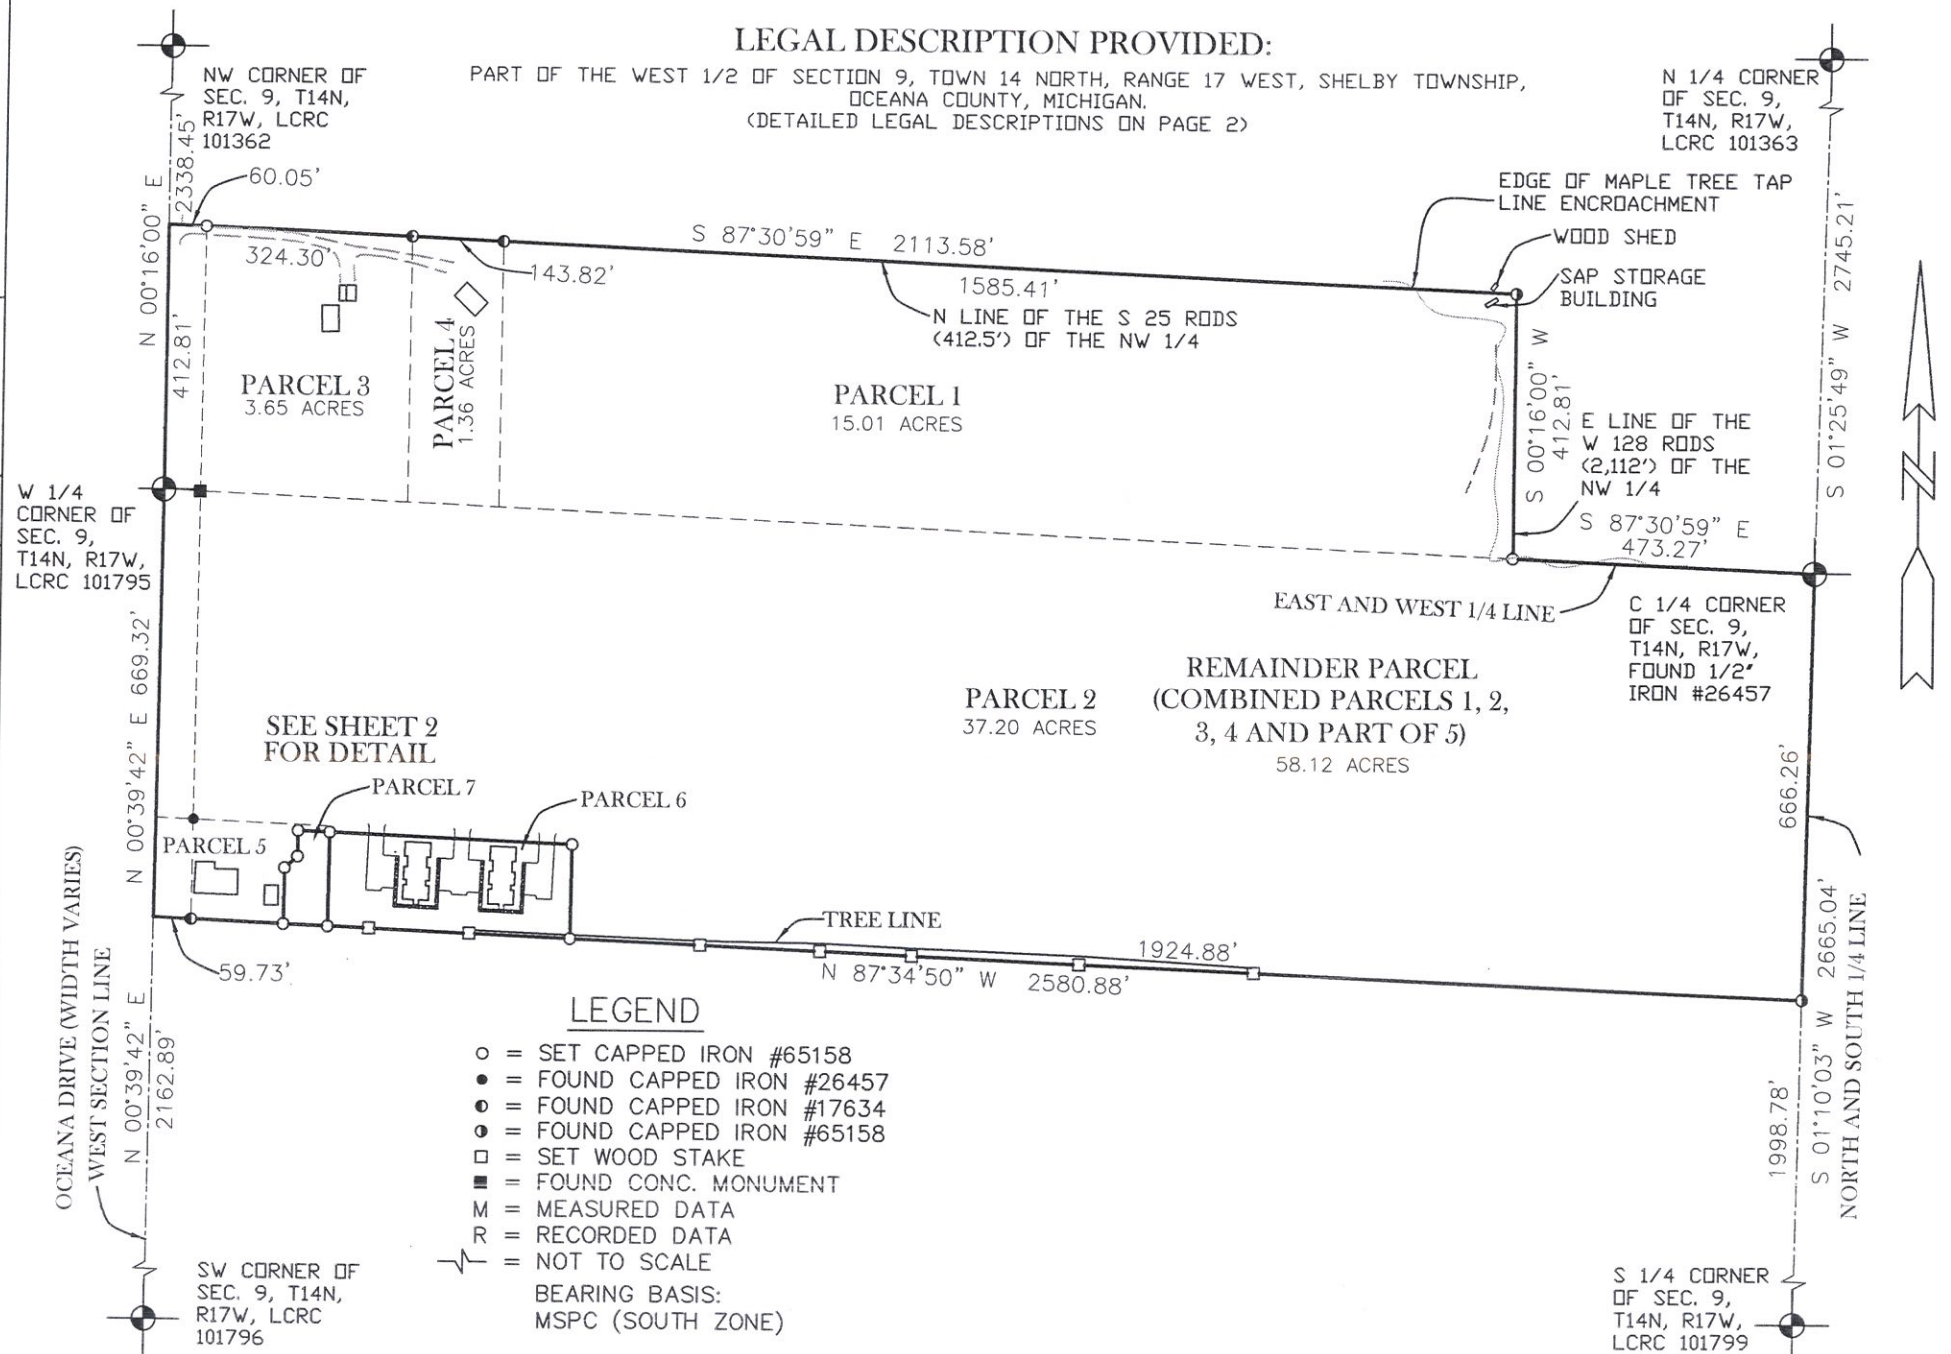 LEGAL DESCRIPTION PROVIDED:
PART OF THE WEST 1/2 OF SECTION 9, TOWN 14 NORTH, RANGE 17 WEST, SHELBY TOWNSHIP,
OCEANA COUNTY, MICHIGAN.
(DETAILED LEGAL DESCRIPTIONS ON PAGE 2)
NW CORNER OF
SEC. 9, T14N,
R17W, LCRC
101362
N 1/4 CORNER
OF SEC. 9,
T14N, R17W,
LCRC 101363
2338.45'
60.05'
N 00°16'00" E
412.81'
324.30'
143.82'
S 87°30'59" E 2113.58'
1585.41'
N LINE OF THE S 25 RODS
(412.5') OF THE NW 1/4
EDGE OF MAPLE TREE TAP
LINE ENCROACHMENT
WOOD SHED
SAP STORAGE
BUILDING
S 01°25'49" W 2745.21'
PARCEL 3
3.65 ACRES
PARCEL 4
1.36 ACRES
PARCEL 1
15.01 ACRES
S 00°16'00" W
412.81'
E LINE OF THE
W 128 RODS
(2,112') OF THE
NW 1/4
S 87°30'59" E
473.27'
W 1/4
CORNER OF
SEC. 9,
T14N, R17W,
LCRC 101795
EAST AND WEST 1/4 LINE
C 1/4 CORNER
OF SEC. 9,
T14N, R17W,
FOUND 1/2"
IRON #26457
N 00°39'42" E 669.32'
PARCEL 2
37.20 ACRES
REMAINDER PARCEL
(COMBINED PARCELS 1, 2,
3, 4 AND PART OF 5)
58.12 ACRES
SEE SHEET 2
FOR DETAIL
PARCEL 7
PARCEL 6
PARCEL 5
666.26'
TREE LINE
1924.88'
N 87°34'50" W 2580.88'
59.73'
S 01°10'03" W 2665.04'
NORTH AND SOUTH 1/4 LINE
1998.78'
OCEANA DRIVE (WIDTH VARIES)
WEST SECTION LINE
N 00°39'42" E
2162.89'
LEGEND
○ = SET CAPPED IRON #65158
● = FOUND CAPPED IRON #26457
◐ = FOUND CAPPED IRON #17634
◑ = FOUND CAPPED IRON #65158
□ = SET WOOD STAKE
■ = FOUND CONC. MONUMENT
M = MEASURED DATA
R = RECORDED DATA
= NOT TO SCALE
BEARING BASIS:
MSPC (SOUTH ZONE)
SW CORNER OF
SEC. 9, T14N,
R17W, LCRC
101796
S 1/4 CORNER
OF SEC. 9,
T14N, R17W,
LCRC 101799
N